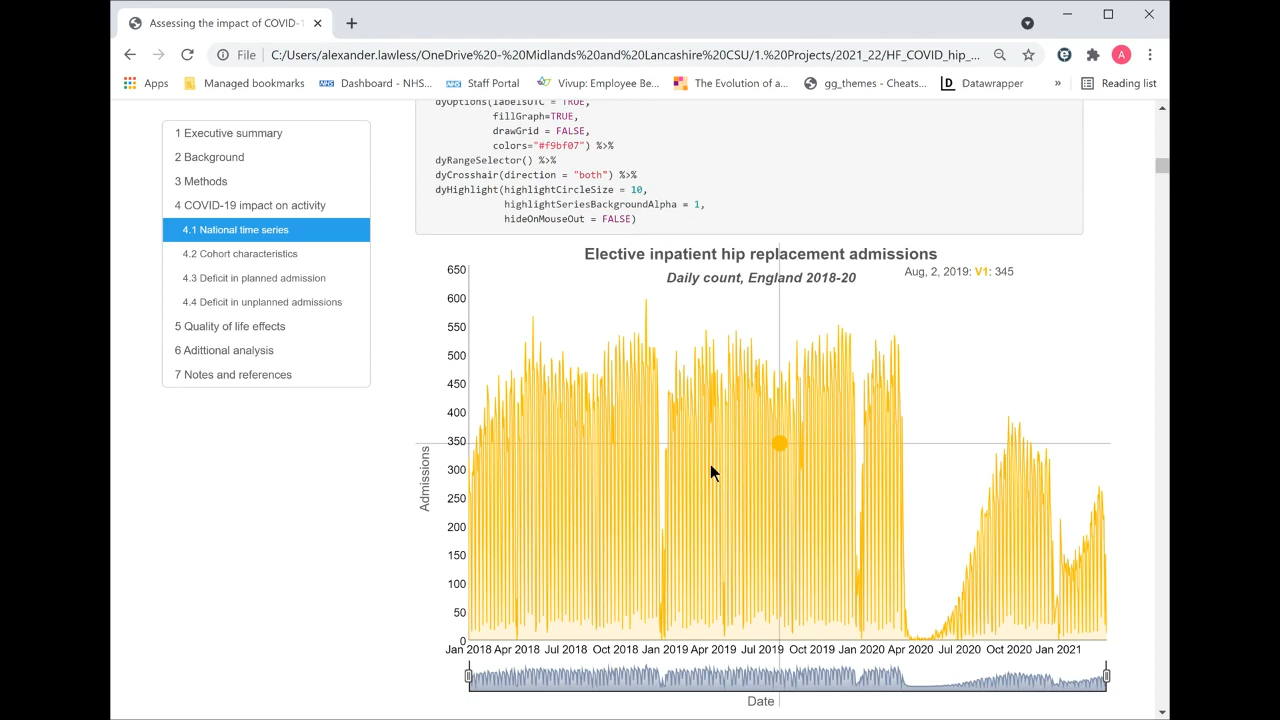 Assessing the impact of COVID-1
File C:/Users/alexander.lawless/OneDrive%20-%20Midlands%20and%20Lancashire%20CSU/1.%20Projects/2021_22/HF_COVID_hip_... A
Apps Managed bookmarks NHS Dashboard - NHS... NHS Staff Portal Vivup: Employee Be... The Evolution of a... gg_themes - Cheats... D Datawrapper » Reading list
1 Executive summary
2 Background
3 Methods
4 COVID-19 impact on activity
4.1 National time series
4.2 Cohort characteristics
4.3 Deficit in planned admission
4.4 Deficit in unplanned admissions
5 Quality of life effects
6 Adittional analysis
7 Notes and references
dyOptions(labelsUTC = TRUE,
fillGraph=TRUE,
drawGrid = FALSE,
colors="#f9bf07") %>%
dyRangeSelector() %>%
dyCrosshair(direction = "both") %>%
dyHighlight(highlightCircleSize = 10,
highlightSeriesBackgroundAlpha = 1,
hideOnMouseOut = FALSE)
Elective inpatient hip replacement admissions
Daily count, England 2018-20
Aug, 2, 2019: V1: 345
650
600
550
500
450
400
350
300
250
200
150
100
50
0
Admissions
Jan 2018 Apr 2018 Jul 2018 Oct 2018 Jan 2019 Apr 2019 Jul 2019 Oct 2019 Jan 2020 Apr 2020 Jul 2020 Oct 2020 Jan 2021
Date